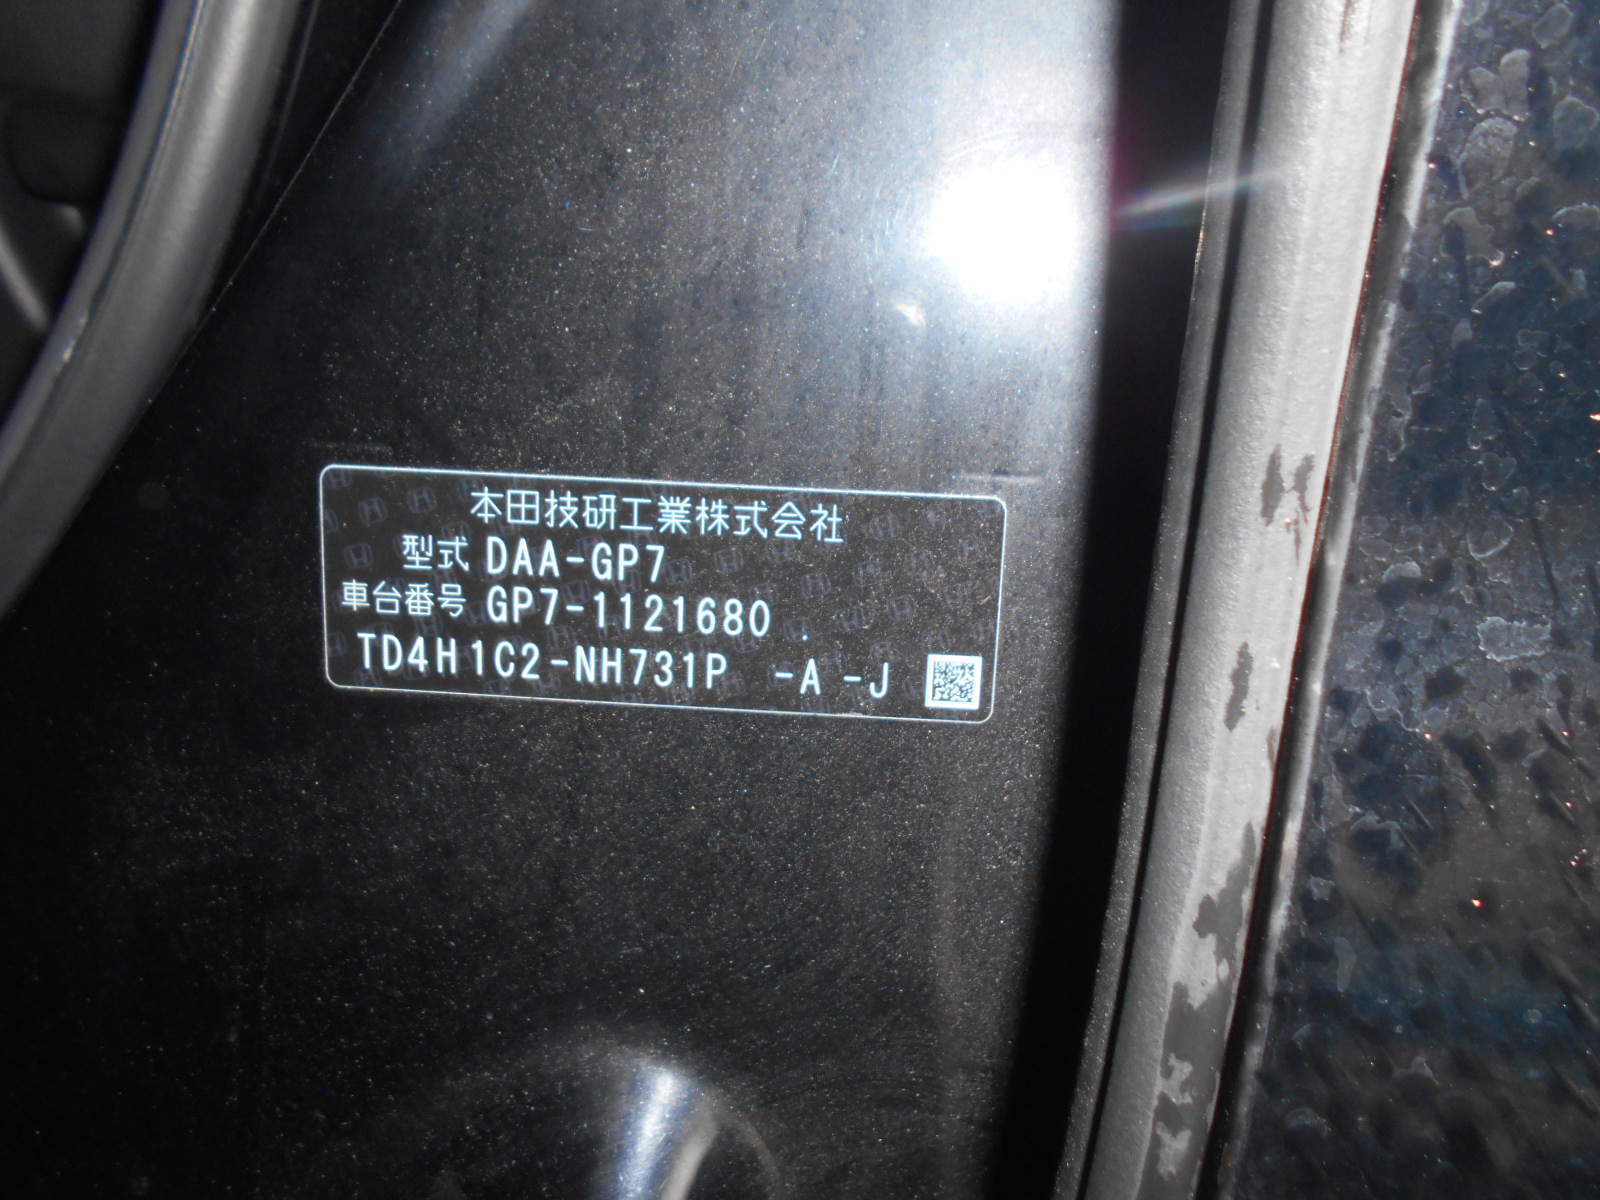 本田技研工業株式会社
型式 DAA-GP7
車台番号 GP7-1121680
TD4H1C2-NH731P -A -J